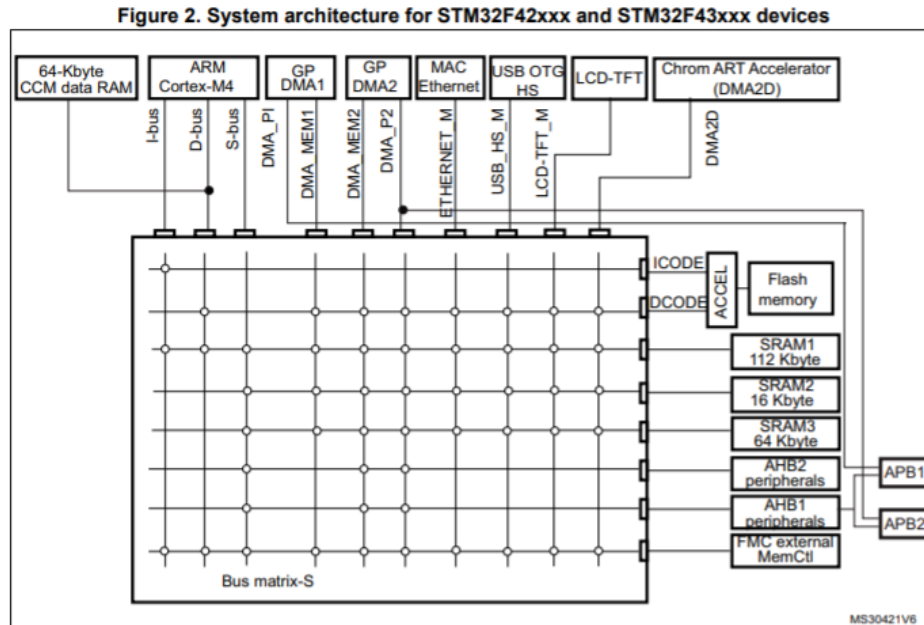 Figure 2. System architecture for STM32F42xxx and STM32F43xxx devices
64-Kbyte
CCM data RAM
ARM
Cortex-M4
GP
DMA1
GP
DMA2
MAC
Ethernet
USB OTG
HS
LCD-TFT
Chrom ART Accelerator
(DMA2D)
I-bus
D-bus
S-bus
DMA_PI
DMA_MEM1
DMA_MEM2
DMA_P2
ETHERNET_M
USB_HS_M
LCD-TFT_M
DMA2D
ICODE
DCODE
ACCEL
Flash
memory
SRAM1
112 Kbyte
SRAM2
16 Kbyte
SRAM3
64 Kbyte
AHB2
peripherals
AHB1
peripherals
FMC external
MemCtl
APB1
APB2
Bus matrix-S
MS30421V6